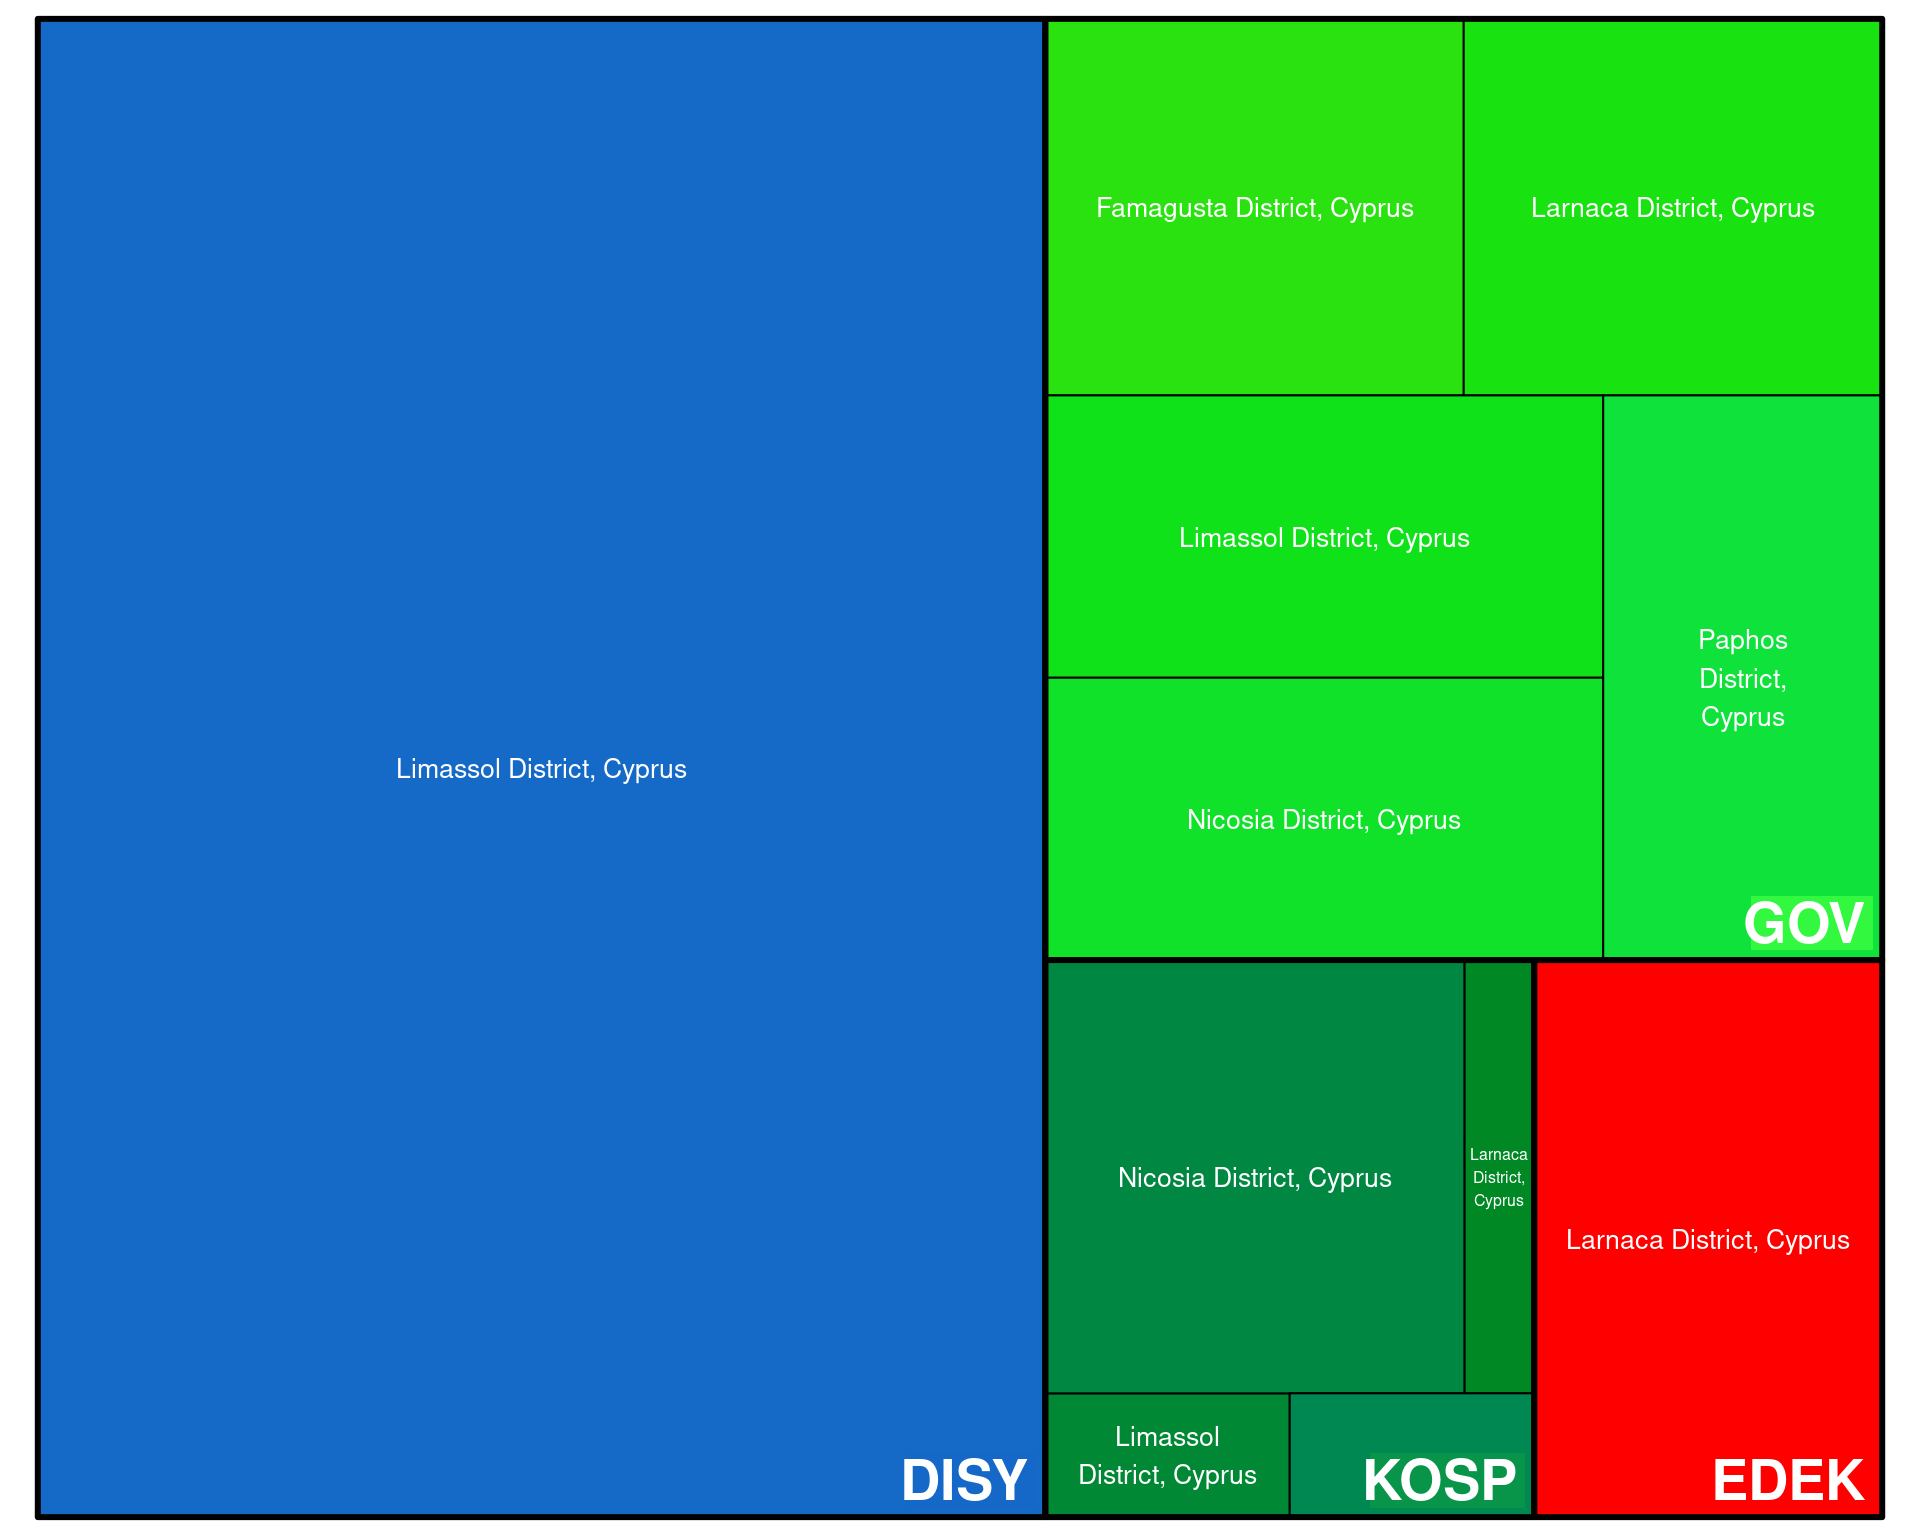 Limassol District, Cyprus
DISY
Famagusta District, Cyprus
Larnaca District, Cyprus
Limassol District, Cyprus
Nicosia District, Cyprus
Paphos
District,
Cyprus
GOV
Nicosia District, Cyprus
Larnaca
District,
Cyprus
Limassol
District, Cyprus
KOSP
Larnaca District, Cyprus
EDEK